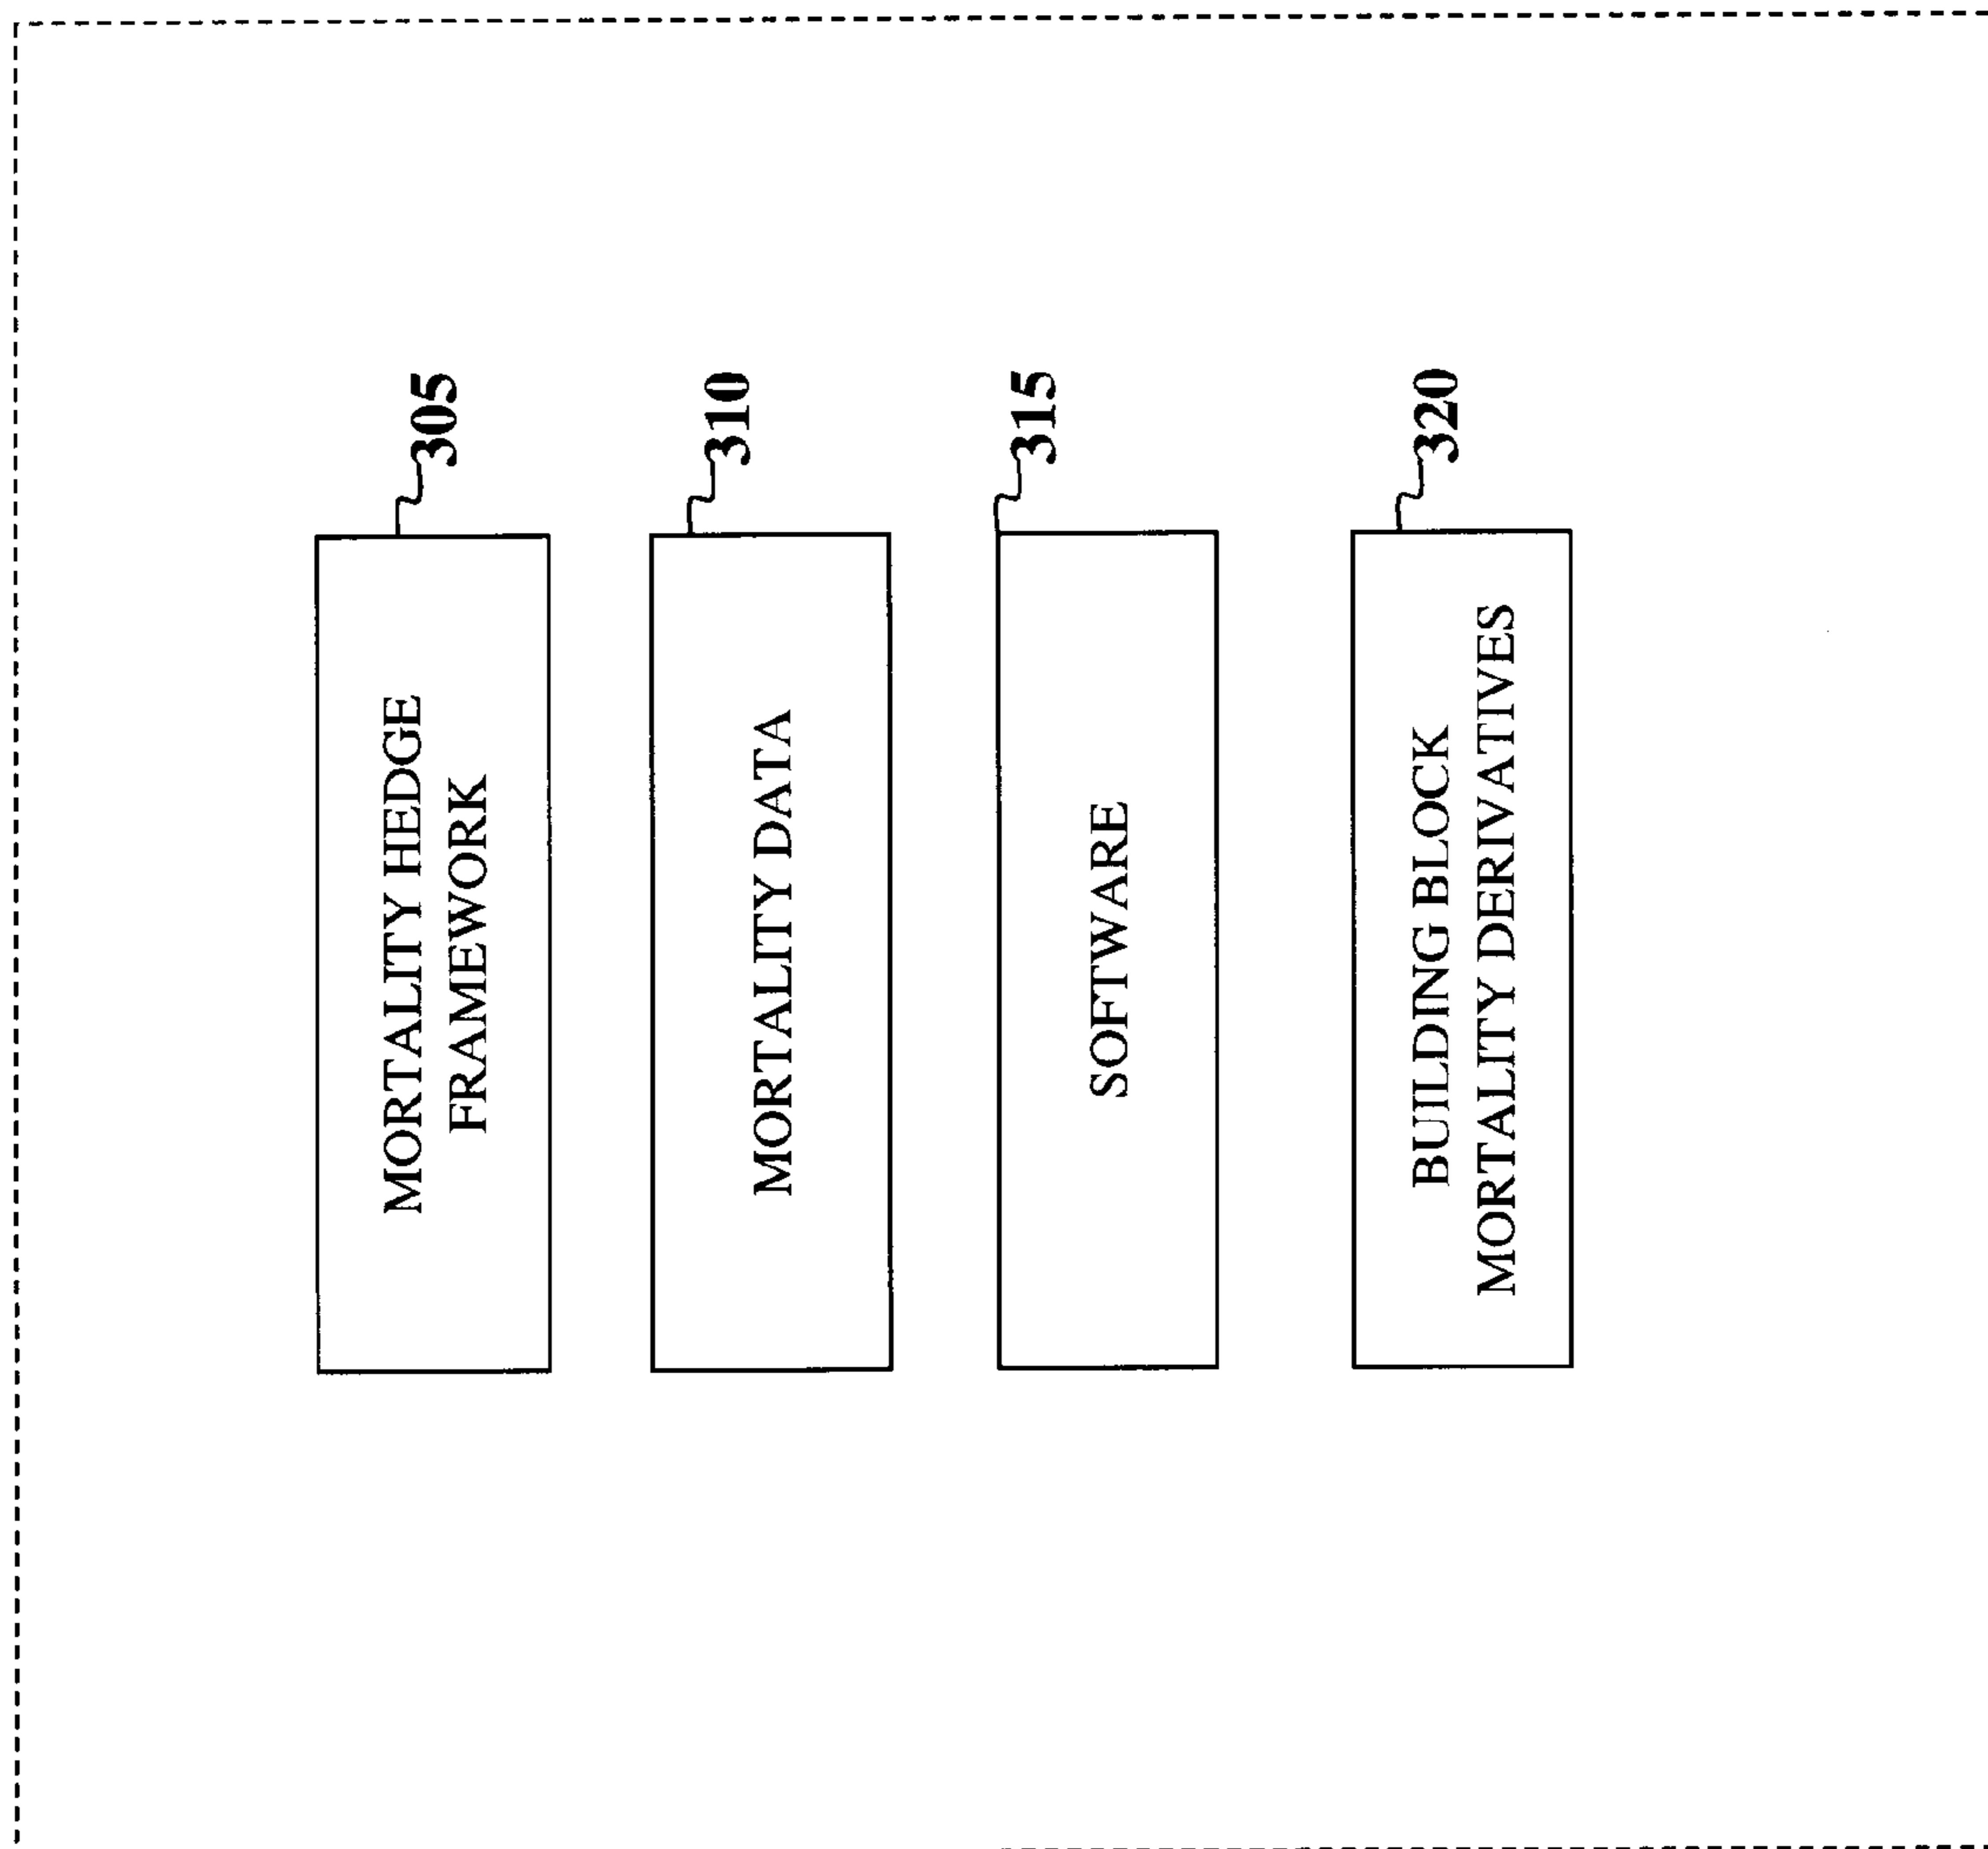 MORTALITY HEDGE
FRAMEWORK
305
MORTALITY DATA
310
SOFTWARE
315
BUILDING BLOCK
MORTALITY DERIVATIVES
320